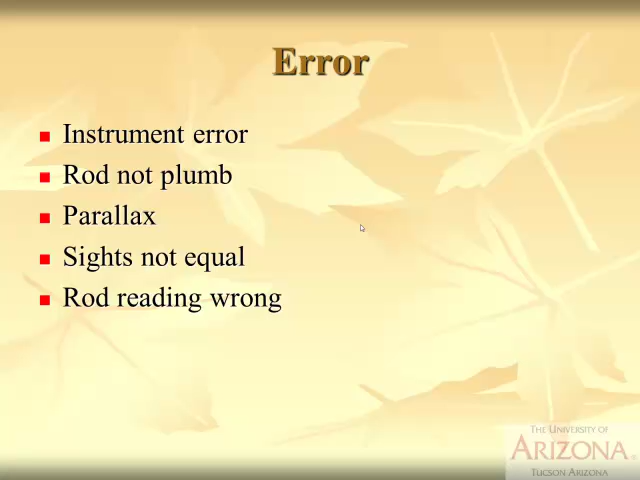 Error
Instrument error
Rod not plumb
Parallax
Sights not equal
Rod reading wrong
THE UNIVERSITY OF
ARIZONA®
TUCSON ARIZONA